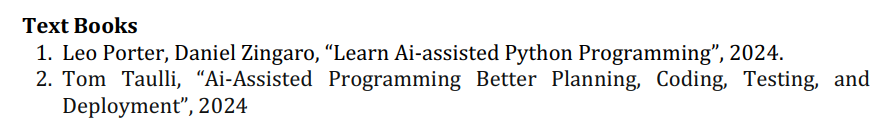 Text Books
1. Leo Porter, Daniel Zingaro, “Learn Ai-assisted Python Programming”, 2024.
2. Tom Taulli, “Ai-Assisted Programming Better Planning, Coding, Testing, and
Deployment”, 2024